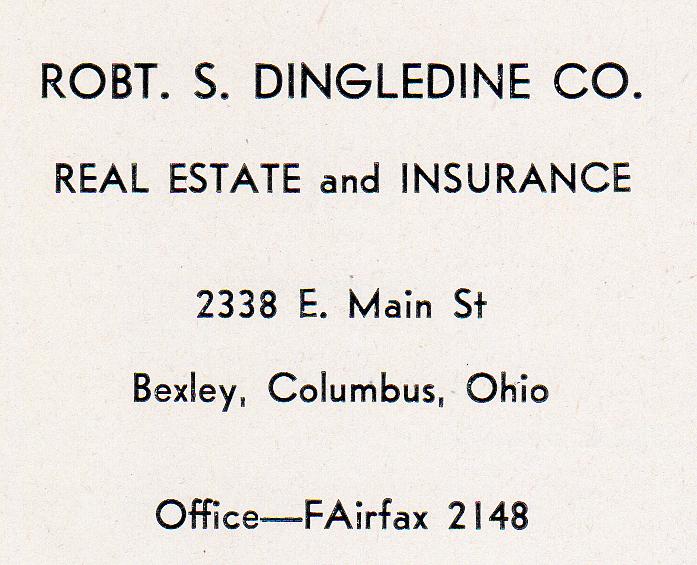 ROBT. S. DINGLEDINE CO.
REAL ESTATE and INSURANCE
2338 E. Main St
Bexley, Columbus, Ohio
Office—FAirfax 2148